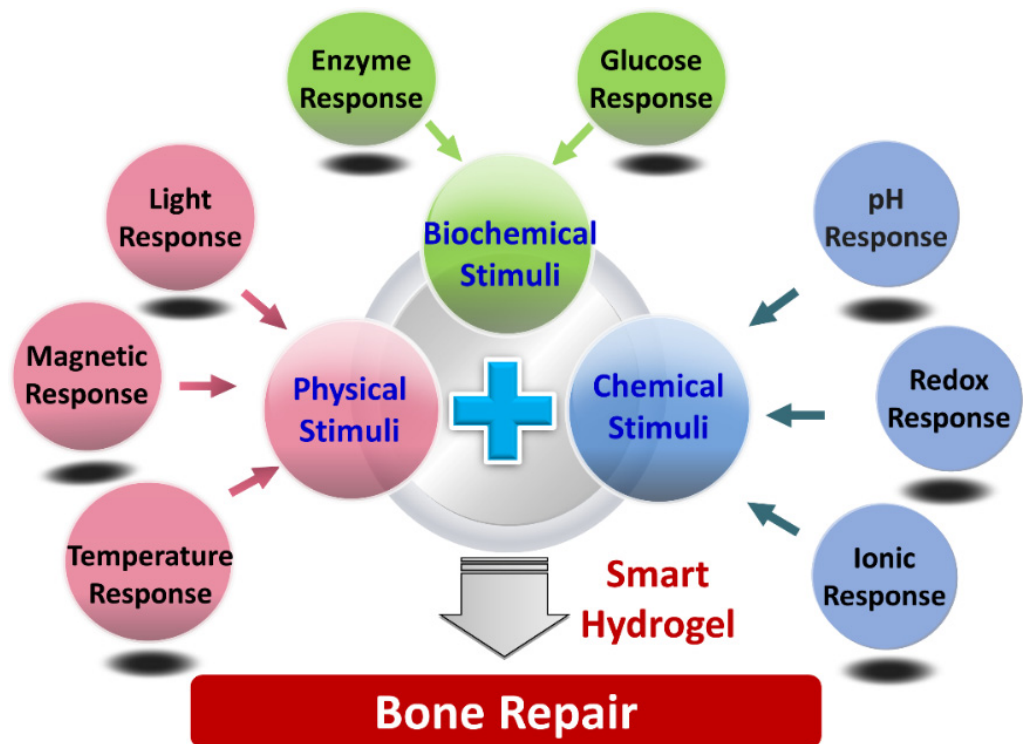 Enzyme
Response
Glucose
Response
Light
Response
Biochemical
Stimuli
pH
Response
Magnetic
Response
Physical
Stimuli
Chemical
Stimuli
Redox
Response
Temperature
Response
Ionic
Response
Smart
Hydrogel
Bone Repair